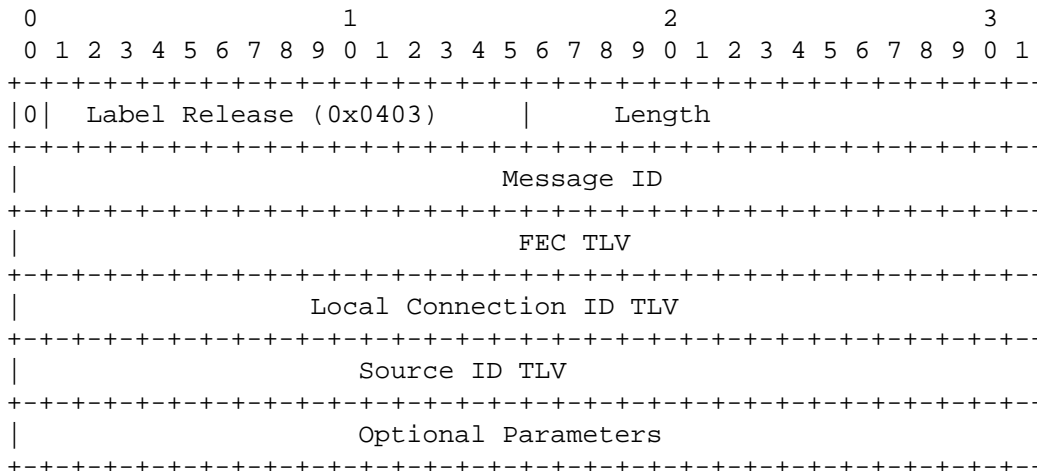 0                   1                   2                   3
 0 1 2 3 4 5 6 7 8 9 0 1 2 3 4 5 6 7 8 9 0 1 2 3 4 5 6 7 8 9 0 1
+-+-+-+-+-+-+-+-+-+-+-+-+-+-+-+-+-+-+-+-+-+-+-+-+-+-+-+-+-+-+-+--
|0|  Label Release (0x0403)     |     Length
+-+-+-+-+-+-+-+-+-+-+-+-+-+-+-+-+-+-+-+-+-+-+-+-+-+-+-+-+-+-+-+--
|                              Message ID
+-+-+-+-+-+-+-+-+-+-+-+-+-+-+-+-+-+-+-+-+-+-+-+-+-+-+-+-+-+-+-+--
|                               FEC TLV
+-+-+-+-+-+-+-+-+-+-+-+-+-+-+-+-+-+-+-+-+-+-+-+-+-+-+-+-+-+-+-+--
|                  Local Connection ID TLV
+-+-+-+-+-+-+-+-+-+-+-+-+-+-+-+-+-+-+-+-+-+-+-+-+-+-+-+-+-+-+-+--
|                     Source ID TLV
+-+-+-+-+-+-+-+-+-+-+-+-+-+-+-+-+-+-+-+-+-+-+-+-+-+-+-+-+-+-+-+--
|                     Optional Parameters
+-+-+-+-+-+-+-+-+-+-+-+-+-+-+-+-+-+-+-+-+-+-+-+-+-+-+-+-+-+-+-+--